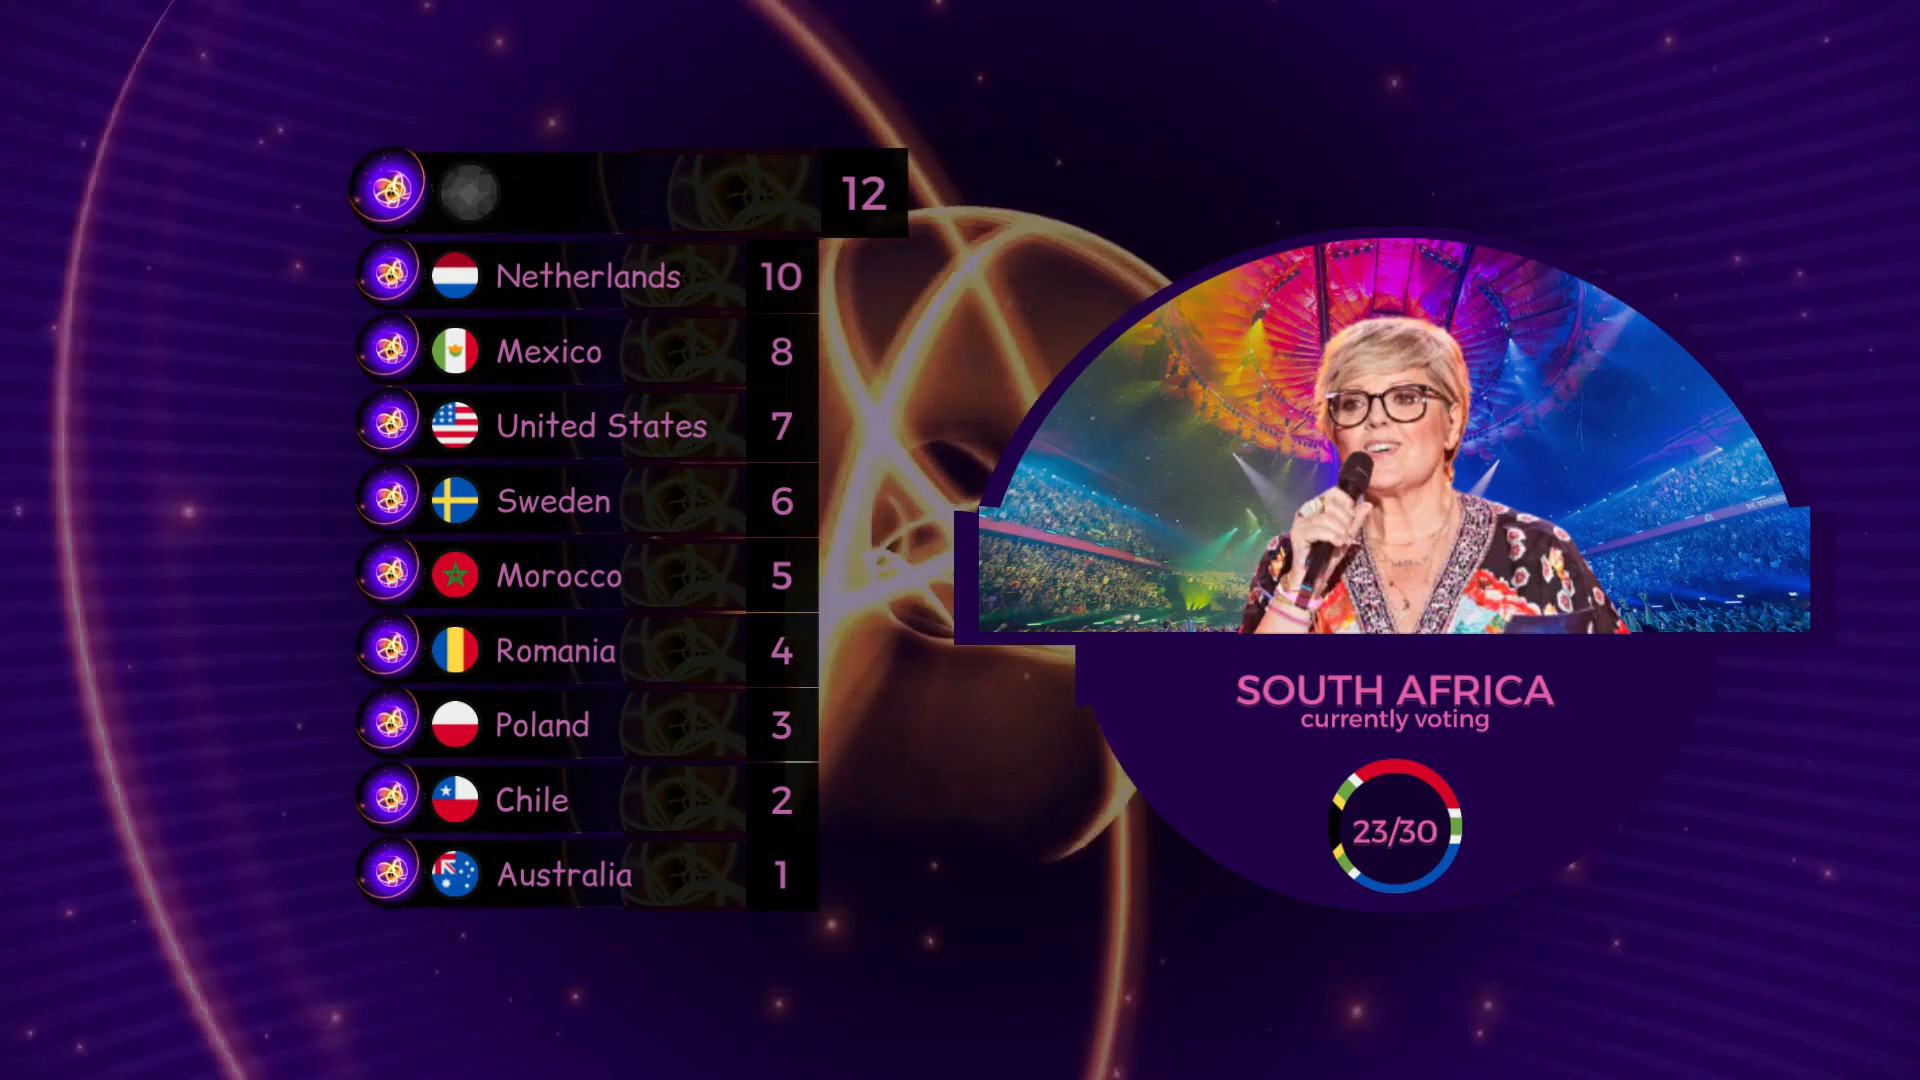 12
Netherlands 10
Mexico 8
United States 7
Sweden 6
Morocco 5
Romania 4
Poland 3
Chile 2
Australia 1
SOUTH AFRICA
currently voting
23/30